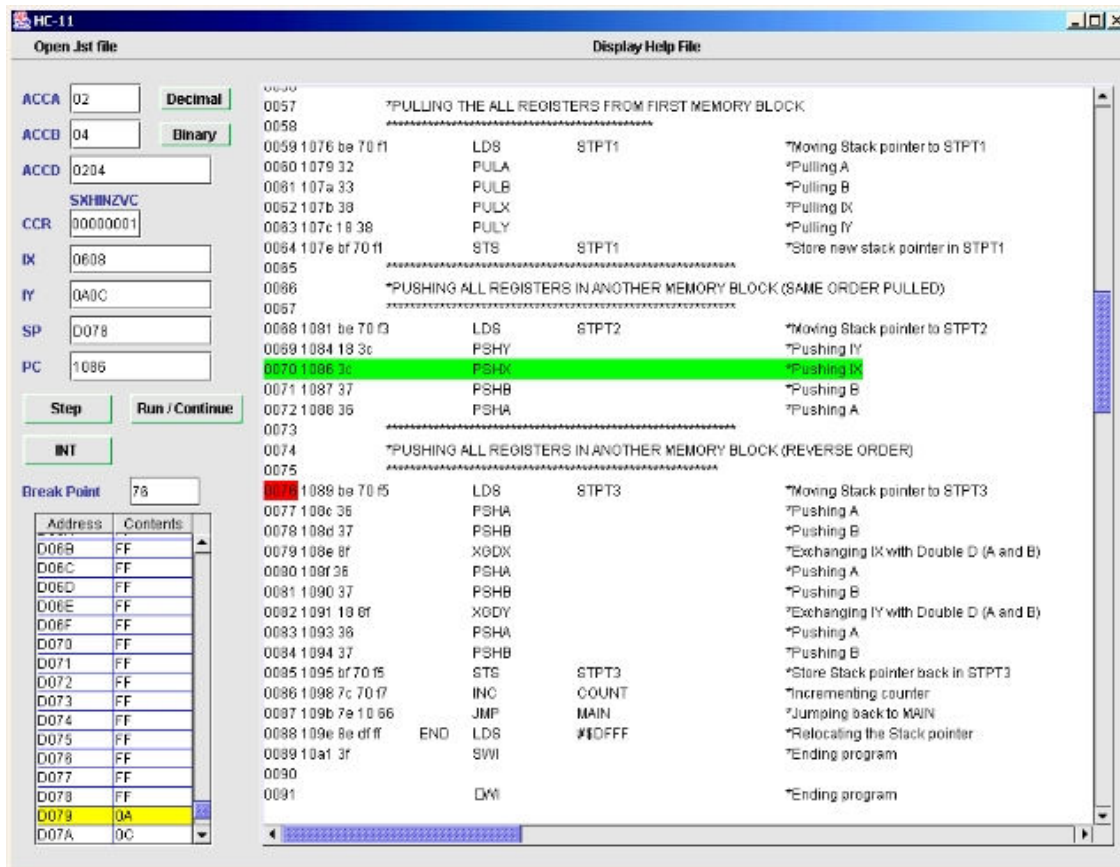 HC-11
Open .lst file Display Help File
ACCA 02 Decimal
ACCB 04 Binary
ACCD 0204
SXHINZVC
CCR 00000001
IX 0608
IY 0A0C
SP D078
PC 1086
Step Run / Continue
INT
Break Point 76
Address Contents
D06B FF
D06C FF
D06D FF
D06E FF
D06F FF
D070 FF
D071 FF
D072 FF
D073 FF
D074 FF
D075 FF
D076 FF
D077 FF
D078 FF
D079 0A
D07A 0C
0057 *PULLING THE ALL REGISTERS FROM FIRST MEMORY BLOCK
0058 *****************************************
0059 1076 be 70 f1 LDS STPT1 *Moving Stack pointer to STPT1
0060 1079 32 PULA *Pulling A
0061 107a 33 PULB *Pulling B
0062 107b 38 PULX *Pulling IX
0063 107c 18 38 PULY *Pulling IY
0064 107e bf 70 f1 STS STPT1 *Store new stack pointer in STPT1
0065 ******************************************************
0066 *PUSHING ALL REGISTERS IN ANOTHER MEMORY BLOCK (SAME ORDER PULLED)
0067 ******************************************************
0068 1081 be 70 f3 LDS STPT2 *Moving Stack pointer to STPT2
0069 1084 18 3c PSHY *Pushing IY
0070 1086 3c PSHX *Pushing IX
0071 1087 37 PSHB *Pushing B
0072 1088 36 PSHA *Pushing A
0073 ******************************************************
0074 *PUSHING ALL REGISTERS IN ANOTHER MEMORY BLOCK (REVERSE ORDER)
0075 ***************************************************
0076 1089 be 70 f5 LDS STPT3 *Moving Stack pointer to STPT3
0077 108c 36 PSHA *Pushing A
0078 108d 37 PSHB *Pushing B
0079 108e 8f XGDX *Exchanging IX with Double D (A and B)
0080 108f 36 PSHA *Pushing A
0081 1090 37 PSHB *Pushing B
0082 1091 18 8f XGDY *Exchanging IY with Double D (A and B)
0083 1093 36 PSHA *Pushing A
0084 1094 37 PSHB *Pushing B
0085 1095 bf 70 f5 STS STPT3 *Store Stack pointer back in STPT3
0086 1098 7c 70 f7 INC COUNT *Incrementing counter
0087 109b 7e 10 66 JMP MAIN *Jumping back to MAIN
0088 109e 8e df ff END LDS #$DFFF *Relocating the Stack pointer
0089 10a1 3f SWI *Ending program
0090
0091 *Ending program